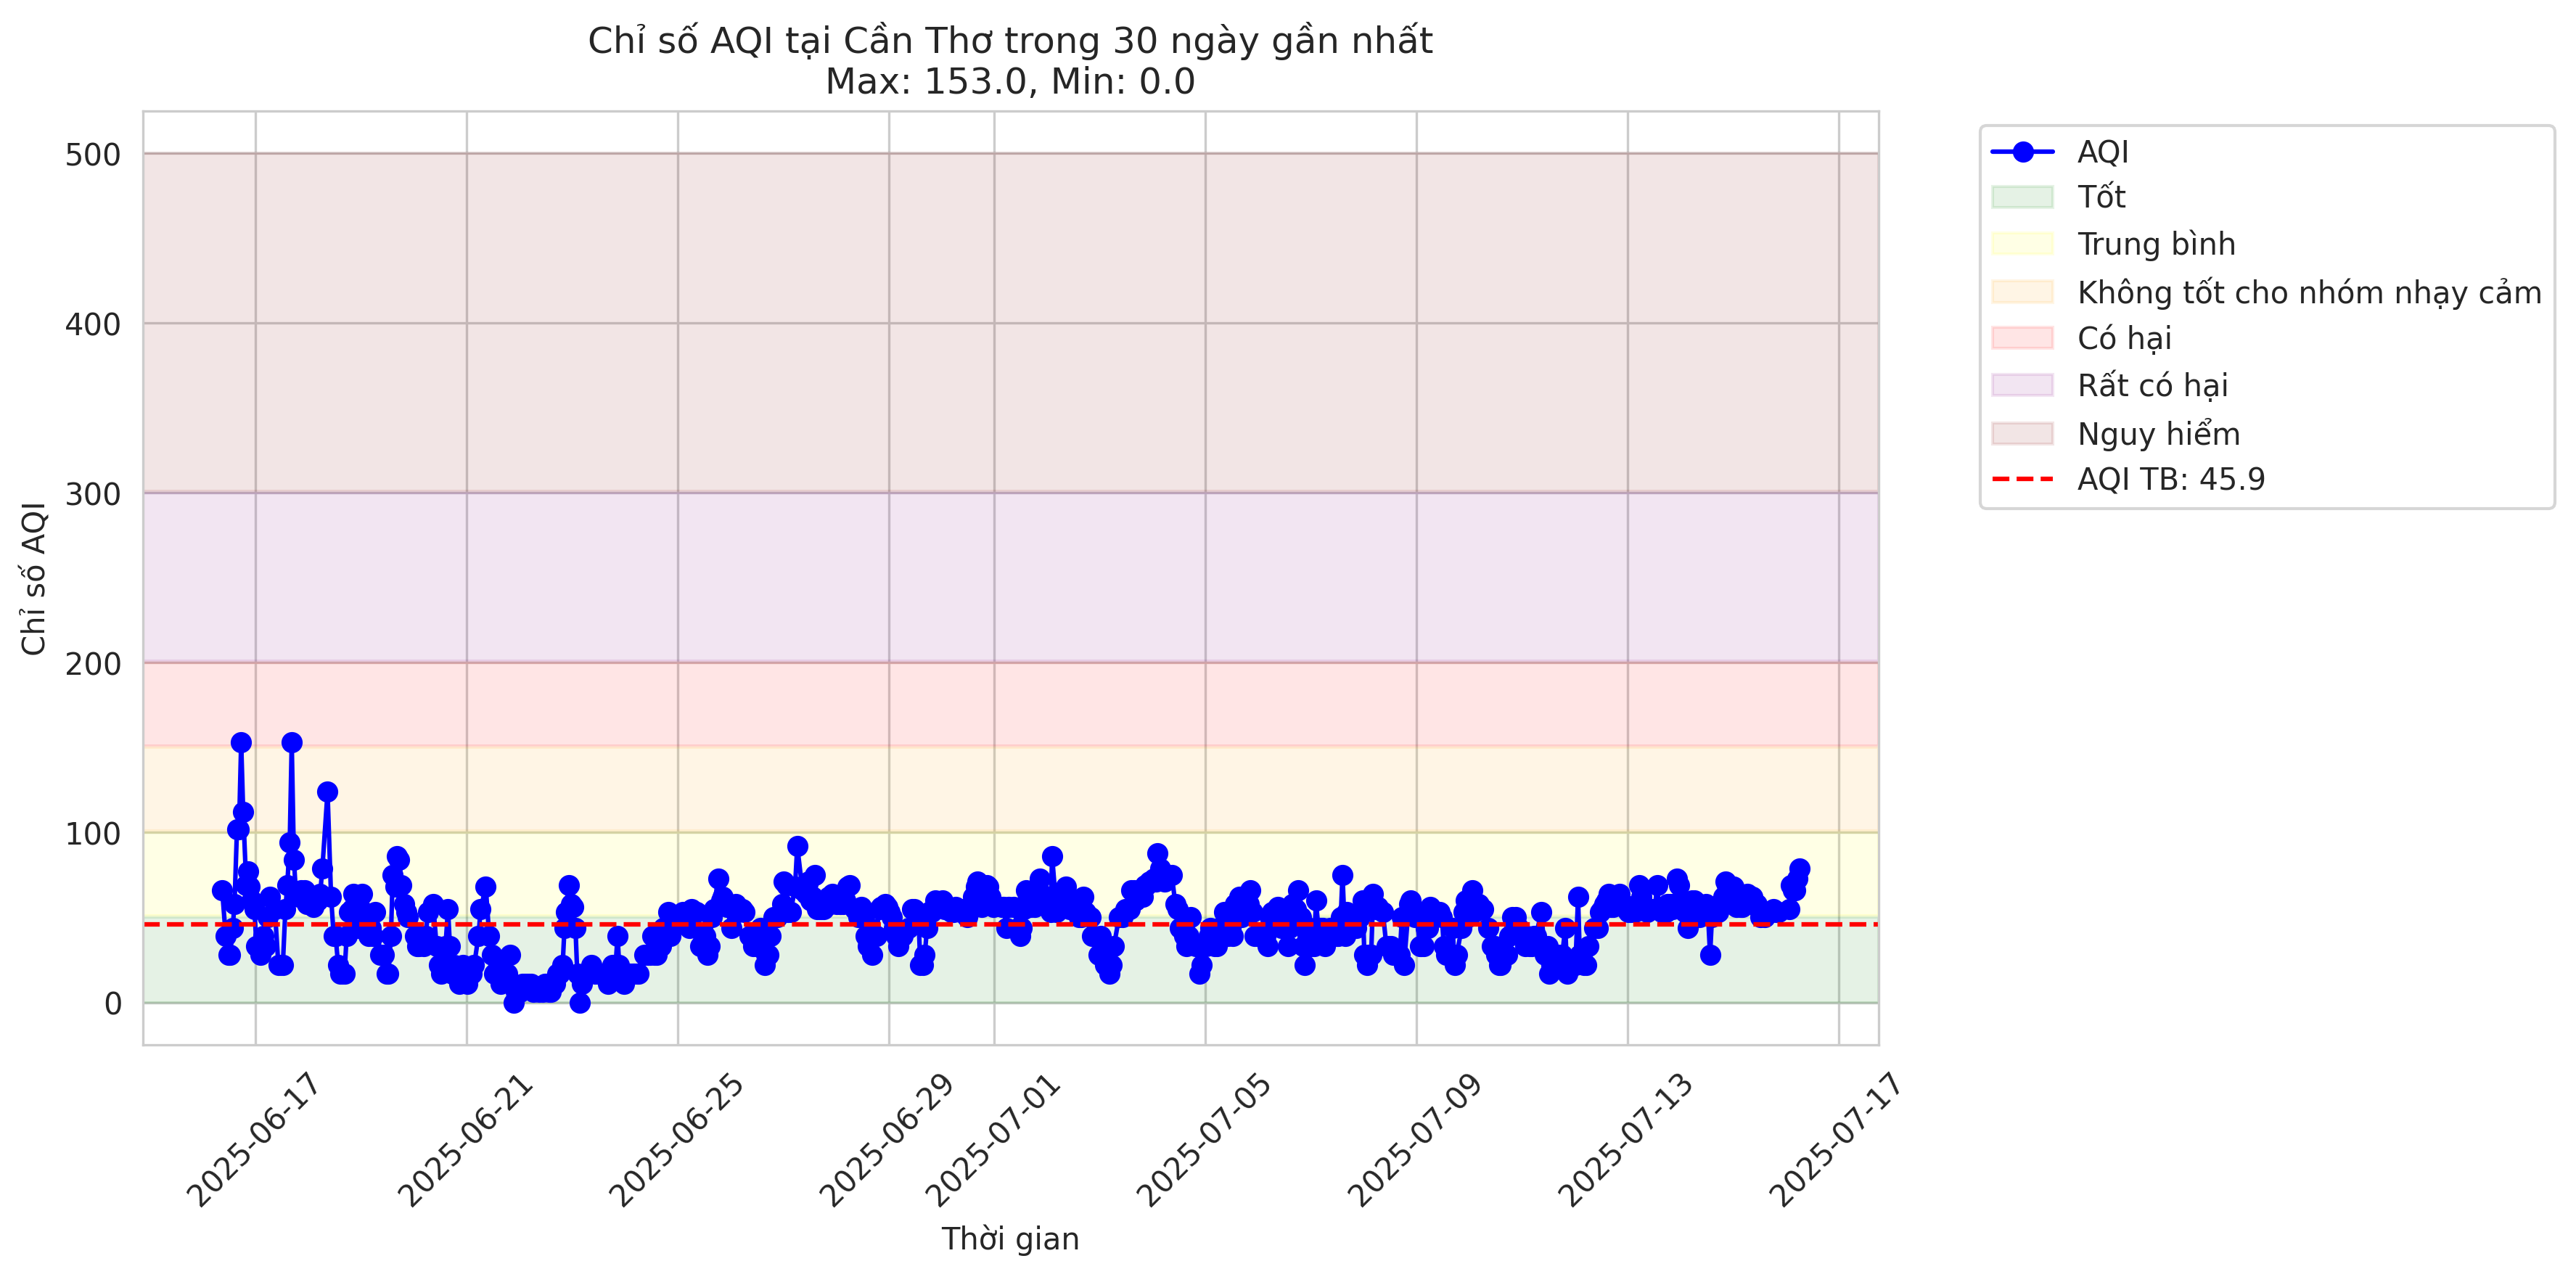 Chỉ số AQI tại Cần Thơ trong 30 ngày gần nhất
Max: 153.0, Min: 0.0
Chỉ số AQI
500
400
300
200
100
0
2025-06-17
2025-06-21
2025-06-25
2025-06-29
2025-07-01
2025-07-05
2025-07-09
2025-07-13
2025-07-17
Thời gian
AQI
Tốt
Trung bình
Không tốt cho nhóm nhạy cảm
Có hại
Rất có hại
Nguy hiểm
AQI TB: 45.9